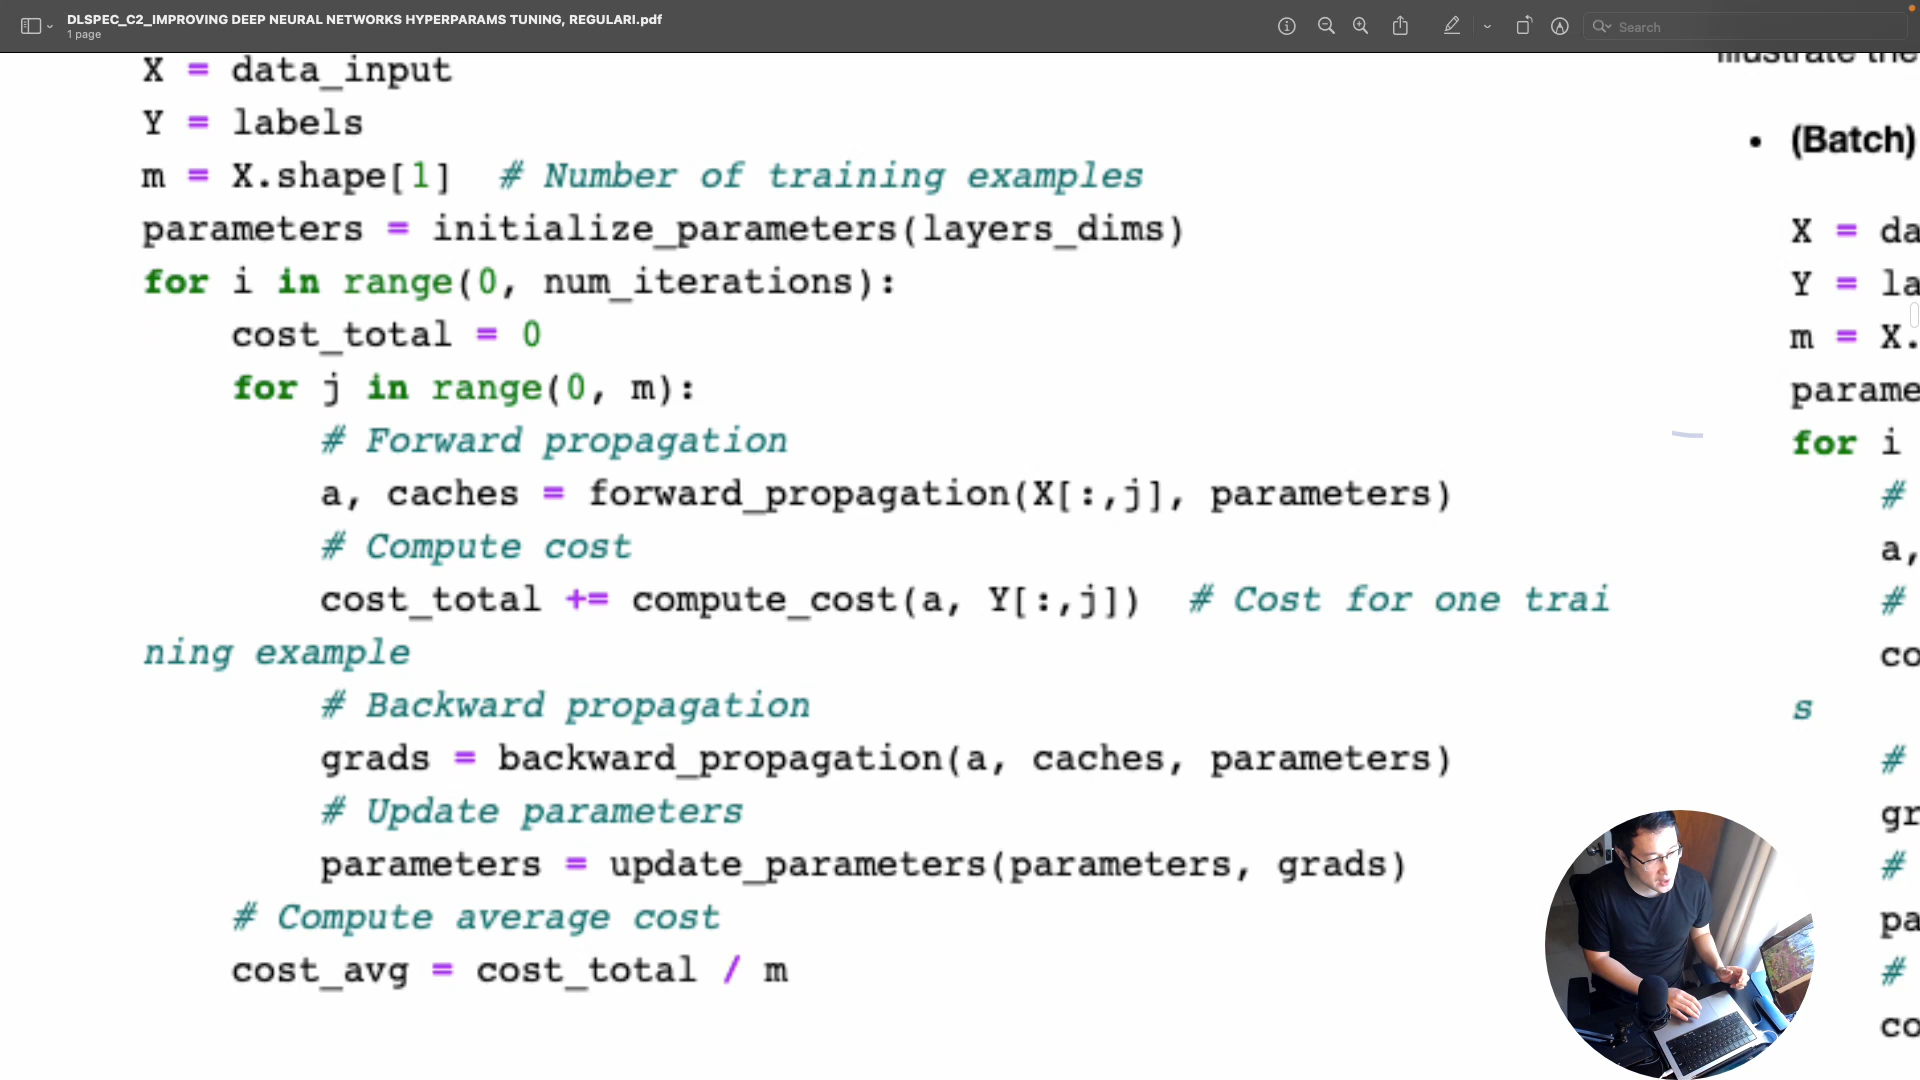 DLSPEC_C2_IMPROVING DEEP NEURAL NETWORKS HYPERPARAMS TUNING, REGULARI.pdf
1 page
Search
X = data_input
Y = labels
m = X.shape[1]  # Number of training examples
parameters = initialize_parameters(layers_dims)
for i in range(0, num_iterations):
    cost_total = 0
    for j in range(0, m):
        # Forward propagation
        a, caches = forward_propagation(X[:,j], parameters)
        # Compute cost
        cost_total += compute_cost(a, Y[:,j])  # Cost for one trai
ning example
        # Backward propagation
        grads = backward_propagation(a, caches, parameters)
        # Update parameters
        parameters = update_parameters(parameters, grads)
    # Compute average cost
    cost_avg = cost_total / m
• (Batch)
X = da
Y = la
m = X.
parame
for i
    #
    a,
    #
    co
s
    #
    gr
    #
    pa
    #
    co